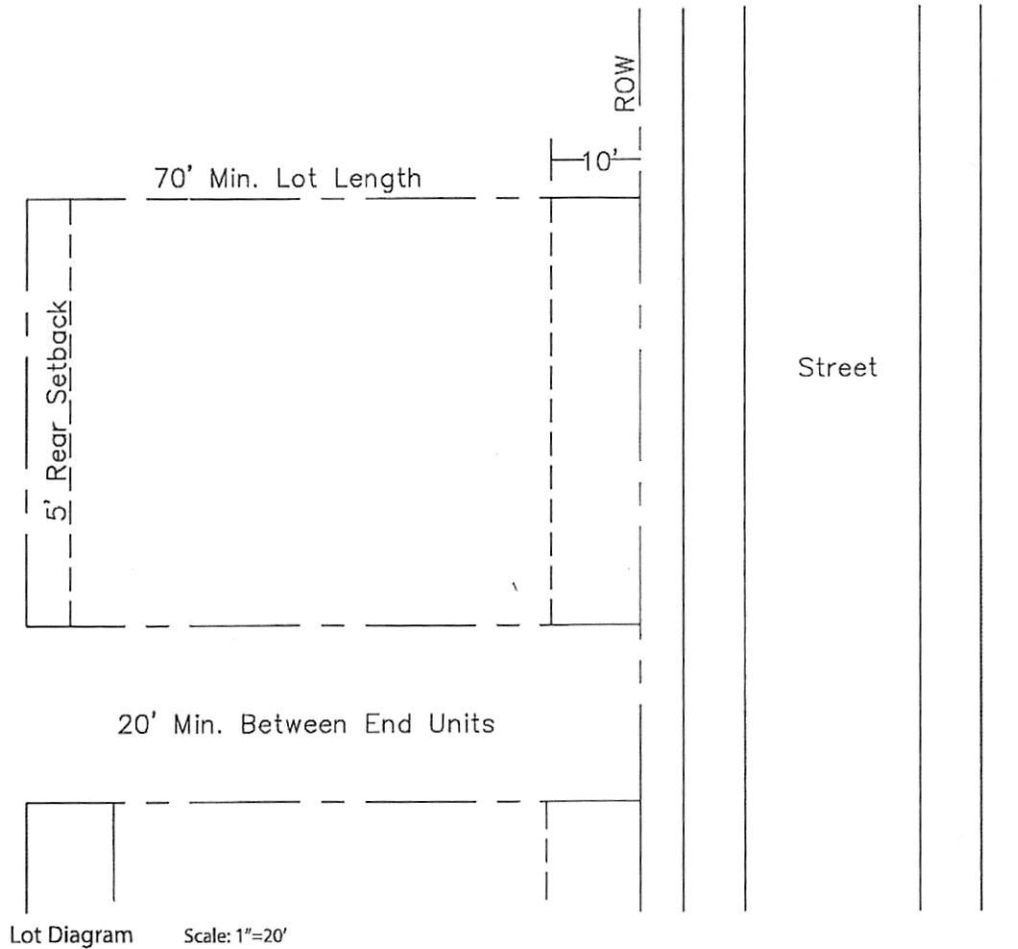 ROW
10'
70' Min. Lot Length
5' Rear Setback
Street
20' Min. Between End Units
Lot Diagram Scale: 1"=20'